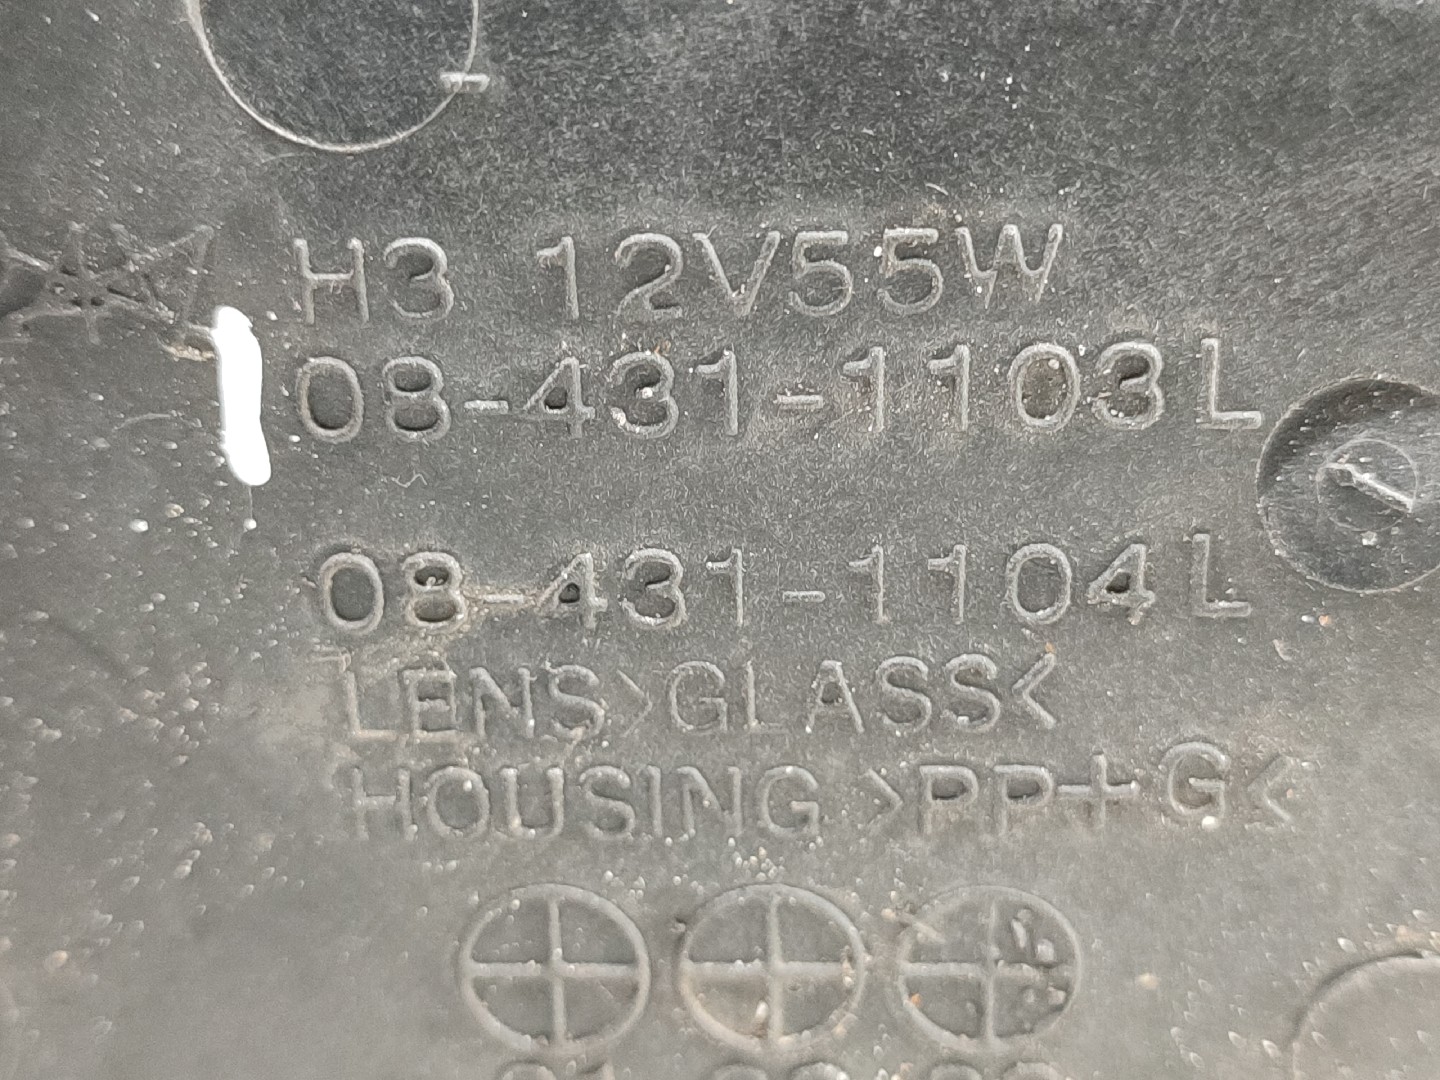 H3 12V55W
08-431-1103L
08-431-1104L
LENS>GLASS<
HOUSING >PP+G<